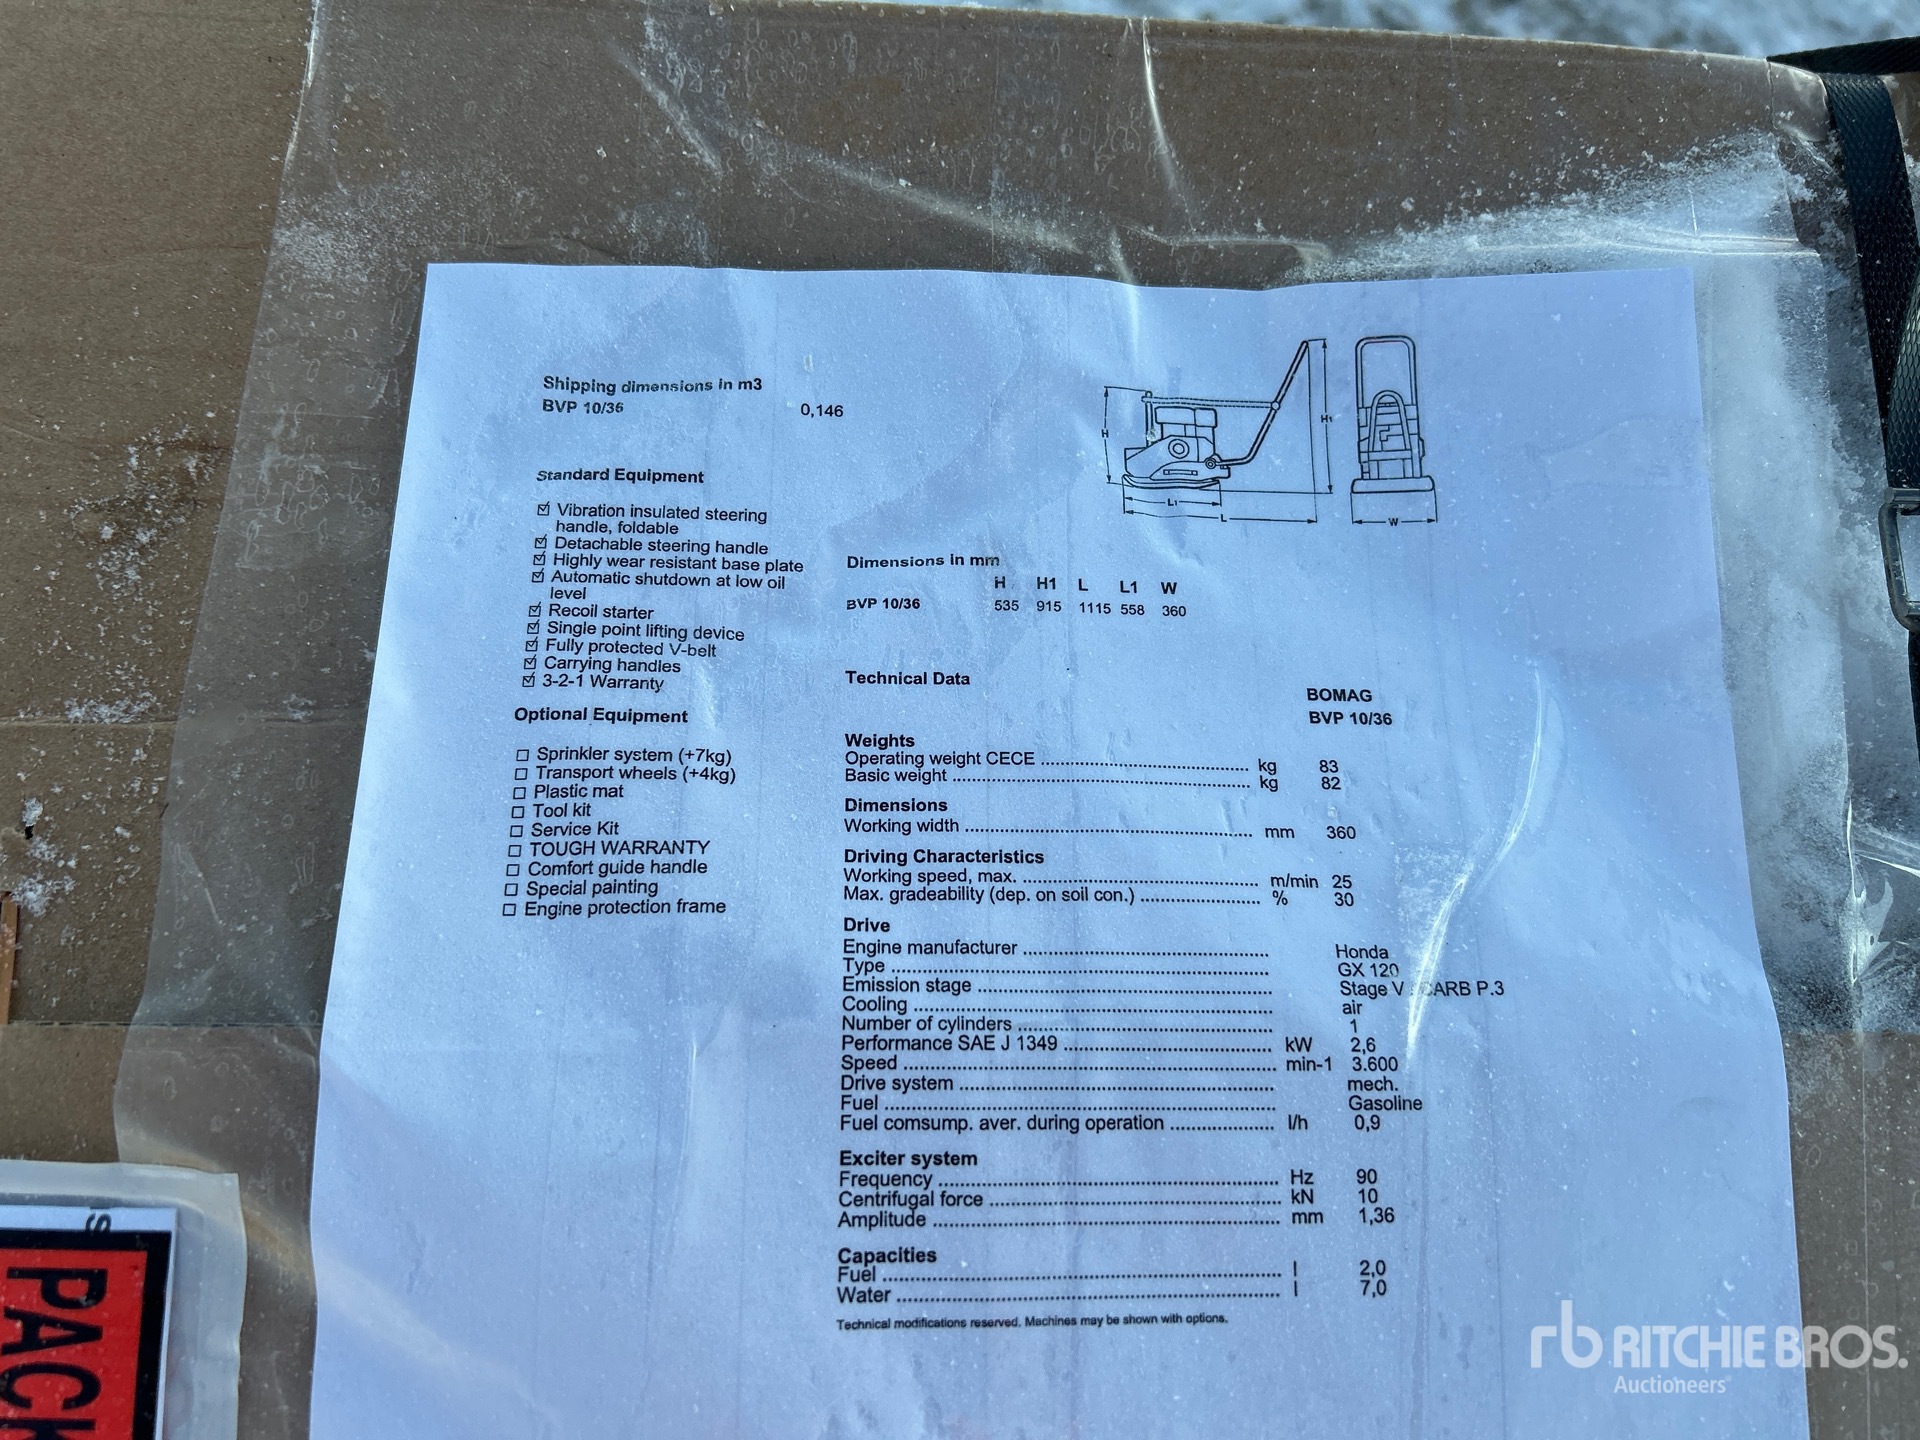 Shipping dimensions in m3
BVP 10/36 0,146
Standard Equipment
Vibration insulated steering
handle, foldable
Detachable steering handle
Highly wear resistant base plate
Automatic shutdown at low oil
level
Recoil starter
Single point lifting device
Fully protected V-belt
Carrying handles
3-2-1 Warranty
Optional Equipment
Sprinkler system (+7kg)
Transport wheels (+4kg)
Plastic mat
Tool kit
Service Kit
TOUGH WARRANTY
Comfort guide handle
Special painting
Engine protection frame
H
H1
L1
L
W
Dimensions in mm
H H1 L L1 W
BVP 10/36 535 915 1115 558 360
Technical Data
BOMAG
BVP 10/36
Weights
Operating weight CECE ........ kg 83
Basic weight ........ kg 82
Dimensions
Working width ........ mm 360
Driving Characteristics
Working speed, max. ........ m/min 25
Max. gradeability (dep. on soil con.) ........ % 30
Drive
Engine manufacturer ........ Honda
Type ........ GX 120
Emission stage ........ Stage V CARB P.3
Cooling ........ air
Number of cylinders ........ 1
Performance SAE J 1349 ........ kW 2,6
Speed ........ min-1 3.600
Drive system ........ mech.
Fuel ........ Gasoline
Fuel comsump. aver. during operation ........ l/h 0,9
Exciter system
Frequency ........ Hz 90
Centrifugal force ........ kN 10
Amplitude ........ mm 1,36
Capacities
Fuel ........ l 2,0
Water ........ l 7,0
Technical modifications reserved. Machines may be shown with options.
PACK
rb RITCHIE BROS.
Auctioneers